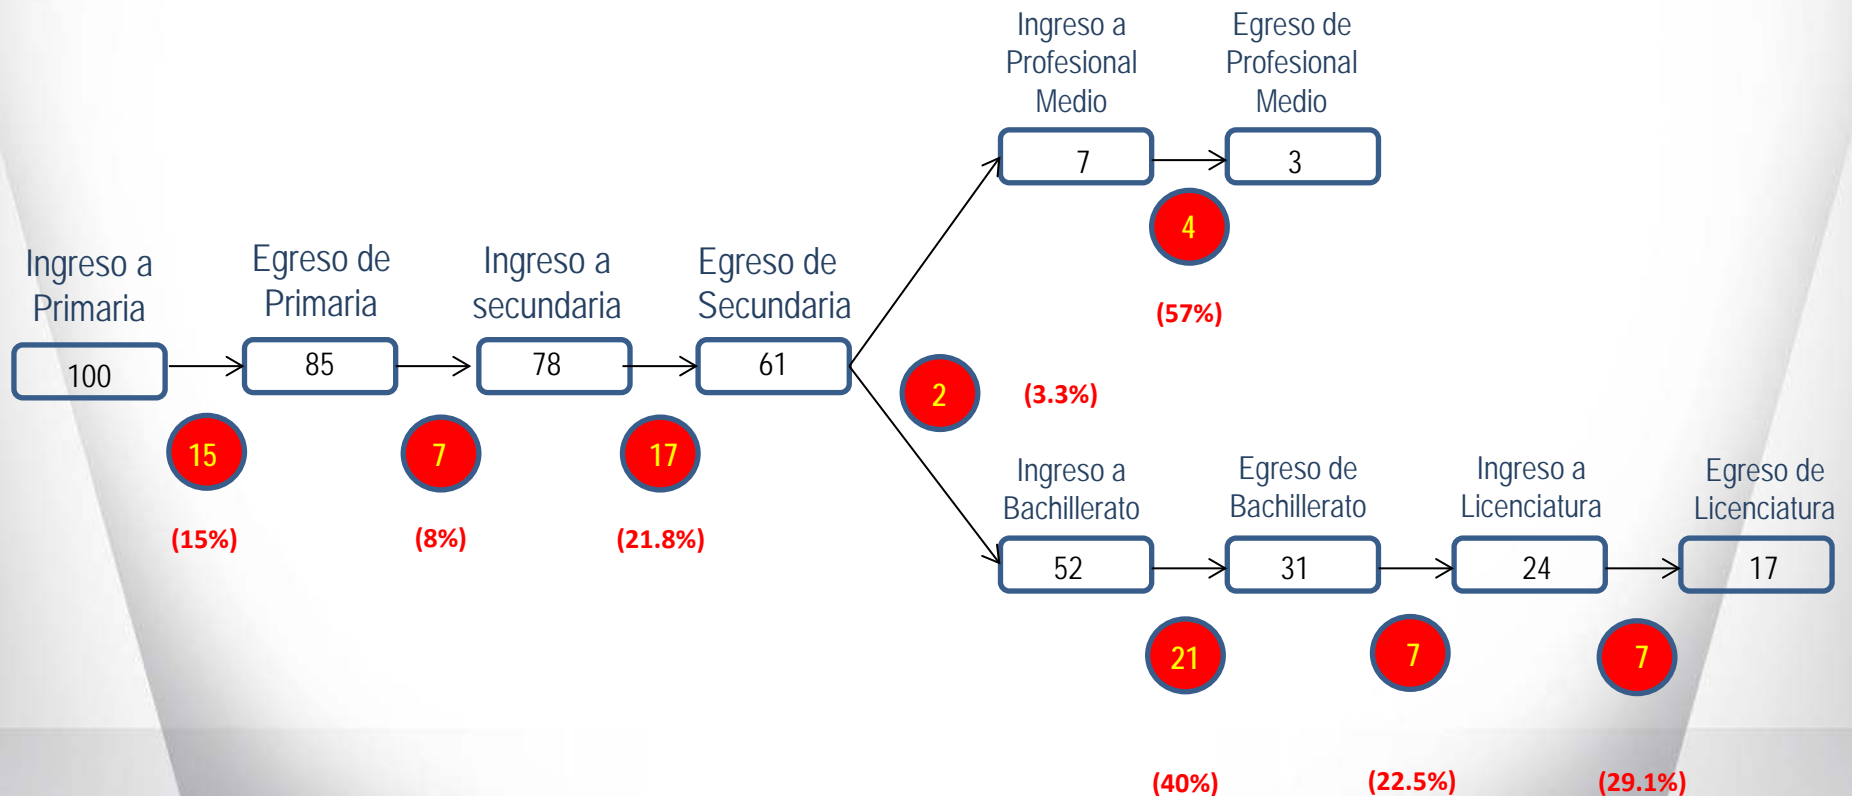 Ingreso a
Profesional
Medio
Egreso de
Profesional
Medio
7
3
4
(57%)
Ingreso a
Primaria
Egreso de
Primaria
Ingreso a
secundaria
Egreso de
Secundaria
100
85
78
61
15
7
17
2
(3.3%)
(15%)
(8%)
(21.8%)
Ingreso a
Bachillerato
Egreso de
Bachillerato
Ingreso a
Licenciatura
Egreso de
Licenciatura
52
31
24
17
21
7
7
(40%)
(22.5%)
(29.1%)